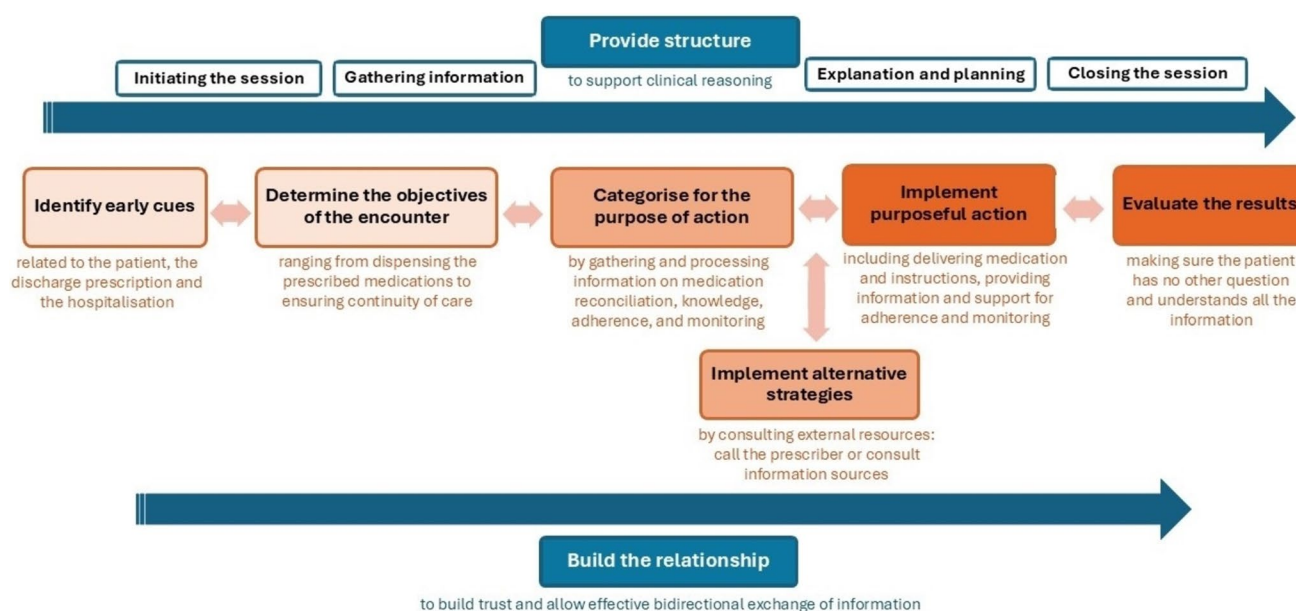 Provide structure
to support clinical reasoning
Initiating the session
Gathering information
Explanation and planning
Closing the session
Identify early cues
related to the patient, the
discharge prescription and
the hospitalisation
Determine the objectives
of the encounter
ranging from dispensing the
prescribed medications to
ensuring continuity of care
Categorise for the
purpose of action
by gathering and processing
information on medication
reconciliation, knowledge,
adherence, and monitoring
Implement
purposeful action
including delivering medication
and instructions, providing
information and support for
adherence and monitoring
Evaluate the results
making sure the patient
has no other question
and understands all the
information
Implement alternative
strategies
by consulting external resources:
call the prescriber or consult
information sources
Build the relationship
to build trust and allow effective bidirectional exchange of information